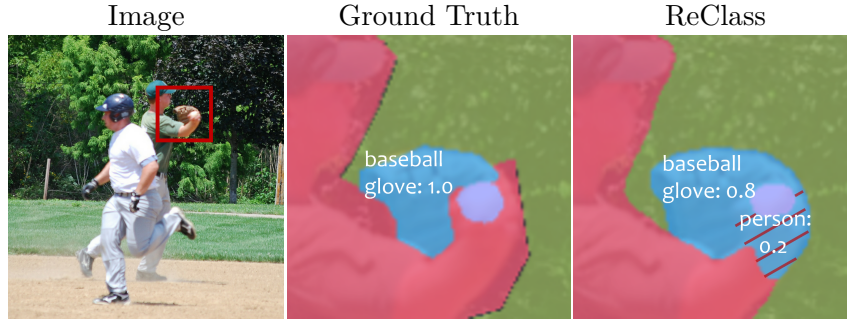 Image
Ground Truth
ReClass
baseball
glove: 1.0
baseball
glove: 0.8
person:
0.2